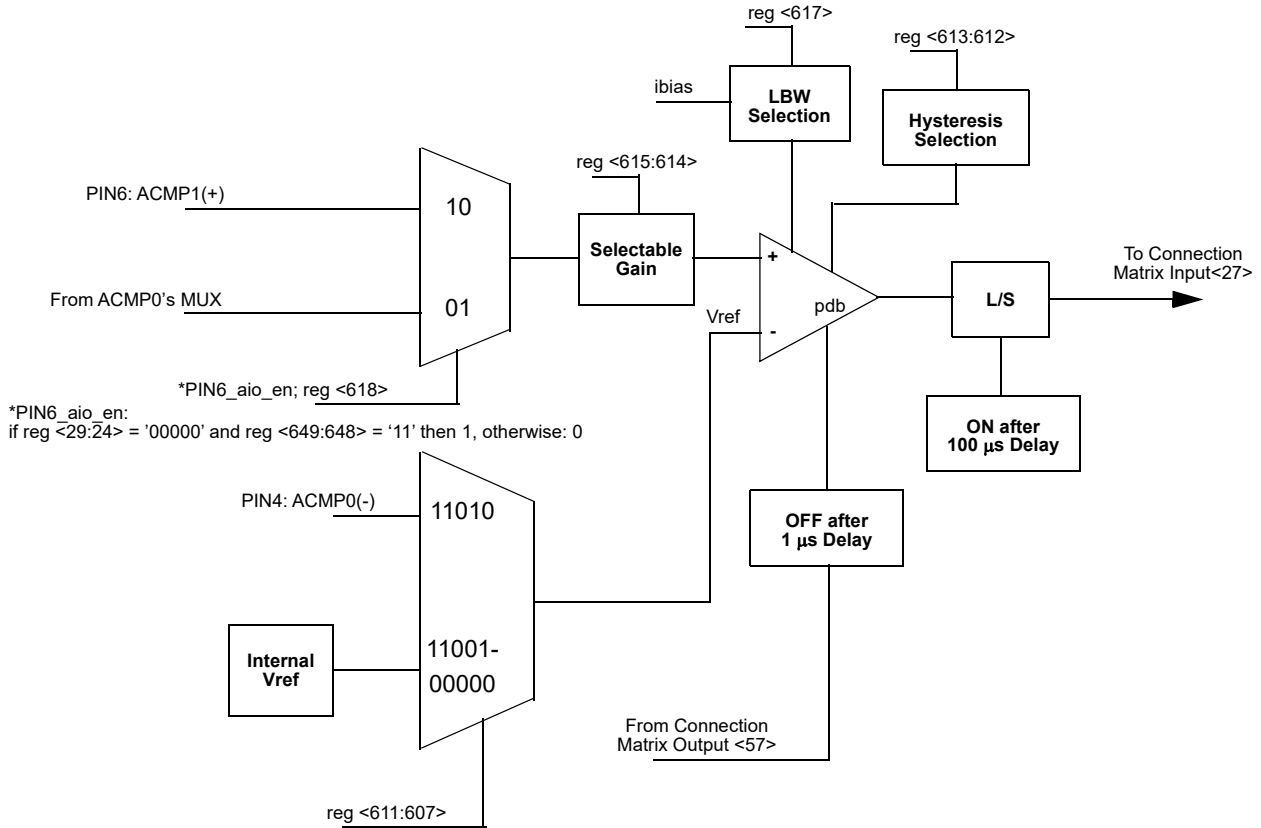 reg <617>
reg <613:612>
ibias
LBW
Selection
Hysteresis
Selection
reg <615:614>
PIN6: ACMP1(+)
10
Selectable
Gain
+
To Connection
Matrix Input<27>
From ACMP0's MUX
01
Vref
pdb
-
L/S
*PIN6_aio_en; reg <618>
*PIN6_aio_en:
if reg <29:24> = '00000' and reg <649:648> = '11' then 1, otherwise: 0
ON after
100 µs Delay
PIN4: ACMP0(-)
11010
OFF after
1 µs Delay
Internal
Vref
11001-
00000
From Connection
Matrix Output <57>
reg <611:607>